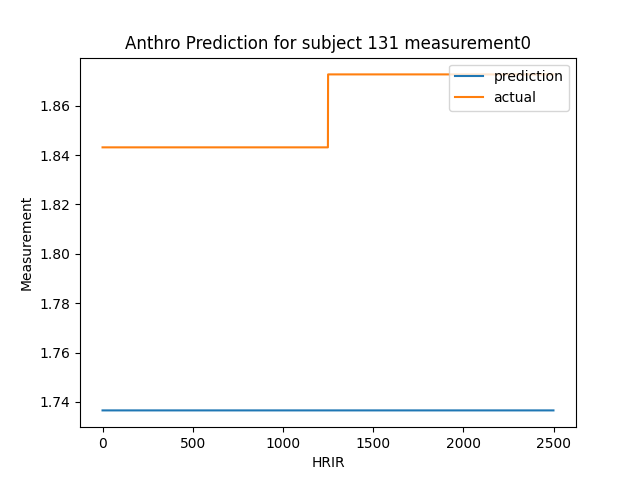 Anthro Prediction for subject 131 measurement0
prediction
actual
Measurement
1.86
1.84
1.82
1.80
1.78
1.76
1.74
0 500 1000 1500 2000 2500
HRIR